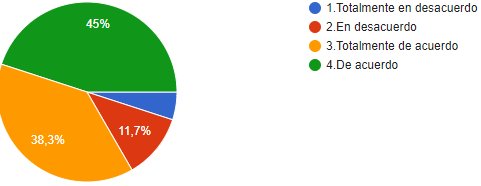 45%
38,3%
11,7%
1.Totalmente en desacuerdo
2.En desacuerdo
3.Totalmente de acuerdo
4.De acuerdo